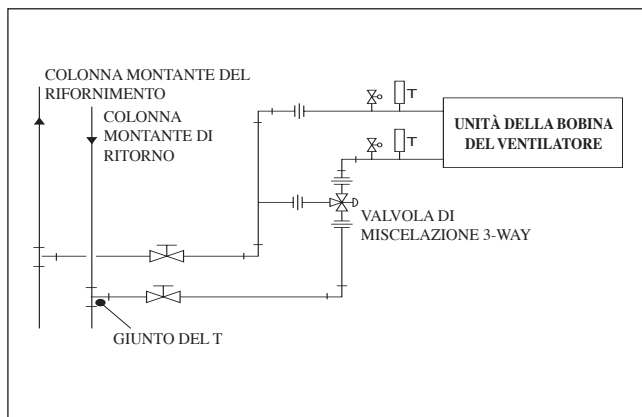 COLONNA MONTANTE DEL
RIFORNIMENTO
COLONNA
MONTANTE DI
RITORNO
T
T
UNITÀ DELLA BOBINA
DEL VENTILATORE
VALVOLA DI
MISCELAZIONE 3-WAY
GIUNTO DEL T